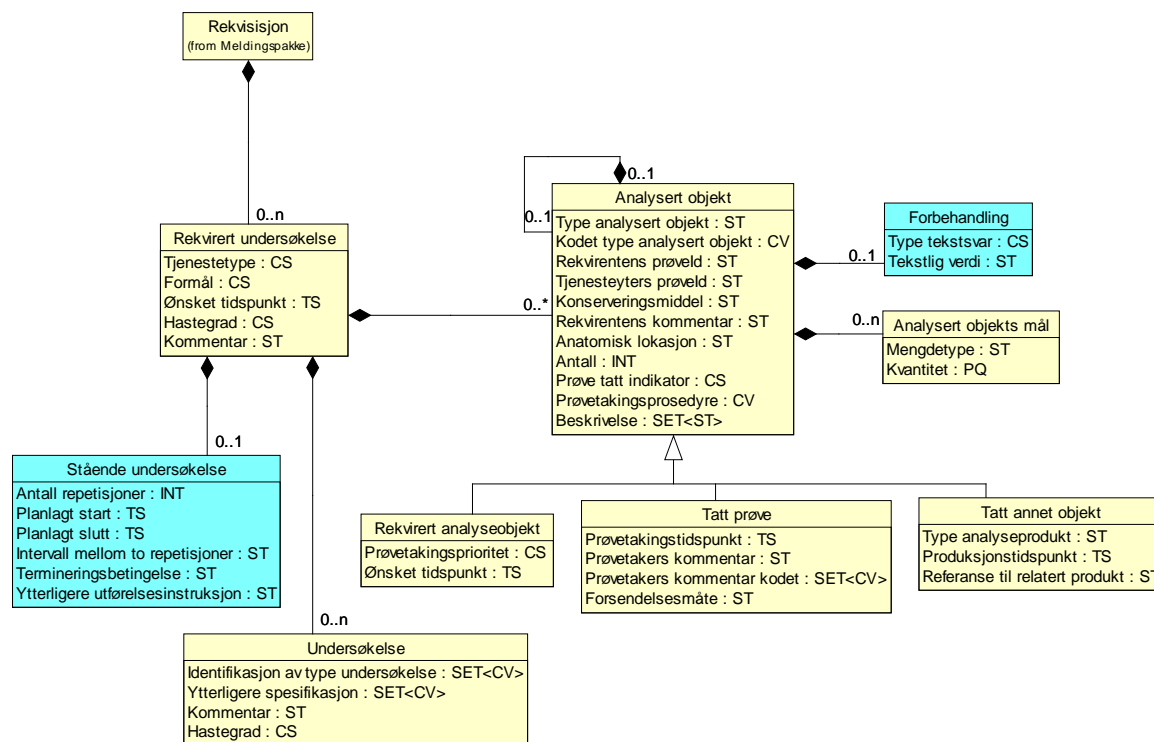 Rekvisisjon
(from Meldingspakke)
0..n
Rekvirert undersøkelse
Tjenestetype : CS
Formål : CS
Ønsket tidspunkt : TS
Hastegrad : CS
Kommentar : ST
0..*
0..1
0..1
Analysert objekt
Type analysert objekt : ST
Kodet type analysert objekt : CV
Rekvirentens prøveId : ST
Tjenesteyters prøveId : ST
Konserveringsmiddel : ST
Rekvirentens kommentar : ST
Anatomisk lokasjon : ST
Antall : INT
Prøve tatt indikator : CS
Prøvetakingsprosedyre : CV
Beskrivelse : SET<ST>
0..1
Forbehandling
Type tekstsvar : CS
Tekstlig verdi : ST
0..n
Analysert objekts mål
Mengdetype : ST
Kvantitet : PQ
0..1
Stående undersøkelse
Antall repetisjoner : INT
Planlagt start : TS
Planlagt slutt : TS
Intervall mellom to repetisjoner : ST
Termineringsbetingelse : ST
Ytterligere utførelsesinstruksjon : ST
Rekvirert analyseobjekt
Prøvetakingsprioritet : CS
Ønsket tidspunkt : TS
Tatt prøve
Prøvetakingstidspunkt : TS
Prøvetakers kommentar : ST
Prøvetakers kommentar kodet : SET<CV>
Forsendelsesmåte : ST
Tatt annet objekt
Type analyseprodukt : ST
Produksjonstidspunkt : TS
Referanse til relatert produkt : ST
0..n
Undersøkelse
Identifikasjon av type undersøkelse : SET<CV>
Ytterligere spesifikasjon : SET<CV>
Kommentar : ST
Hastegrad : CS